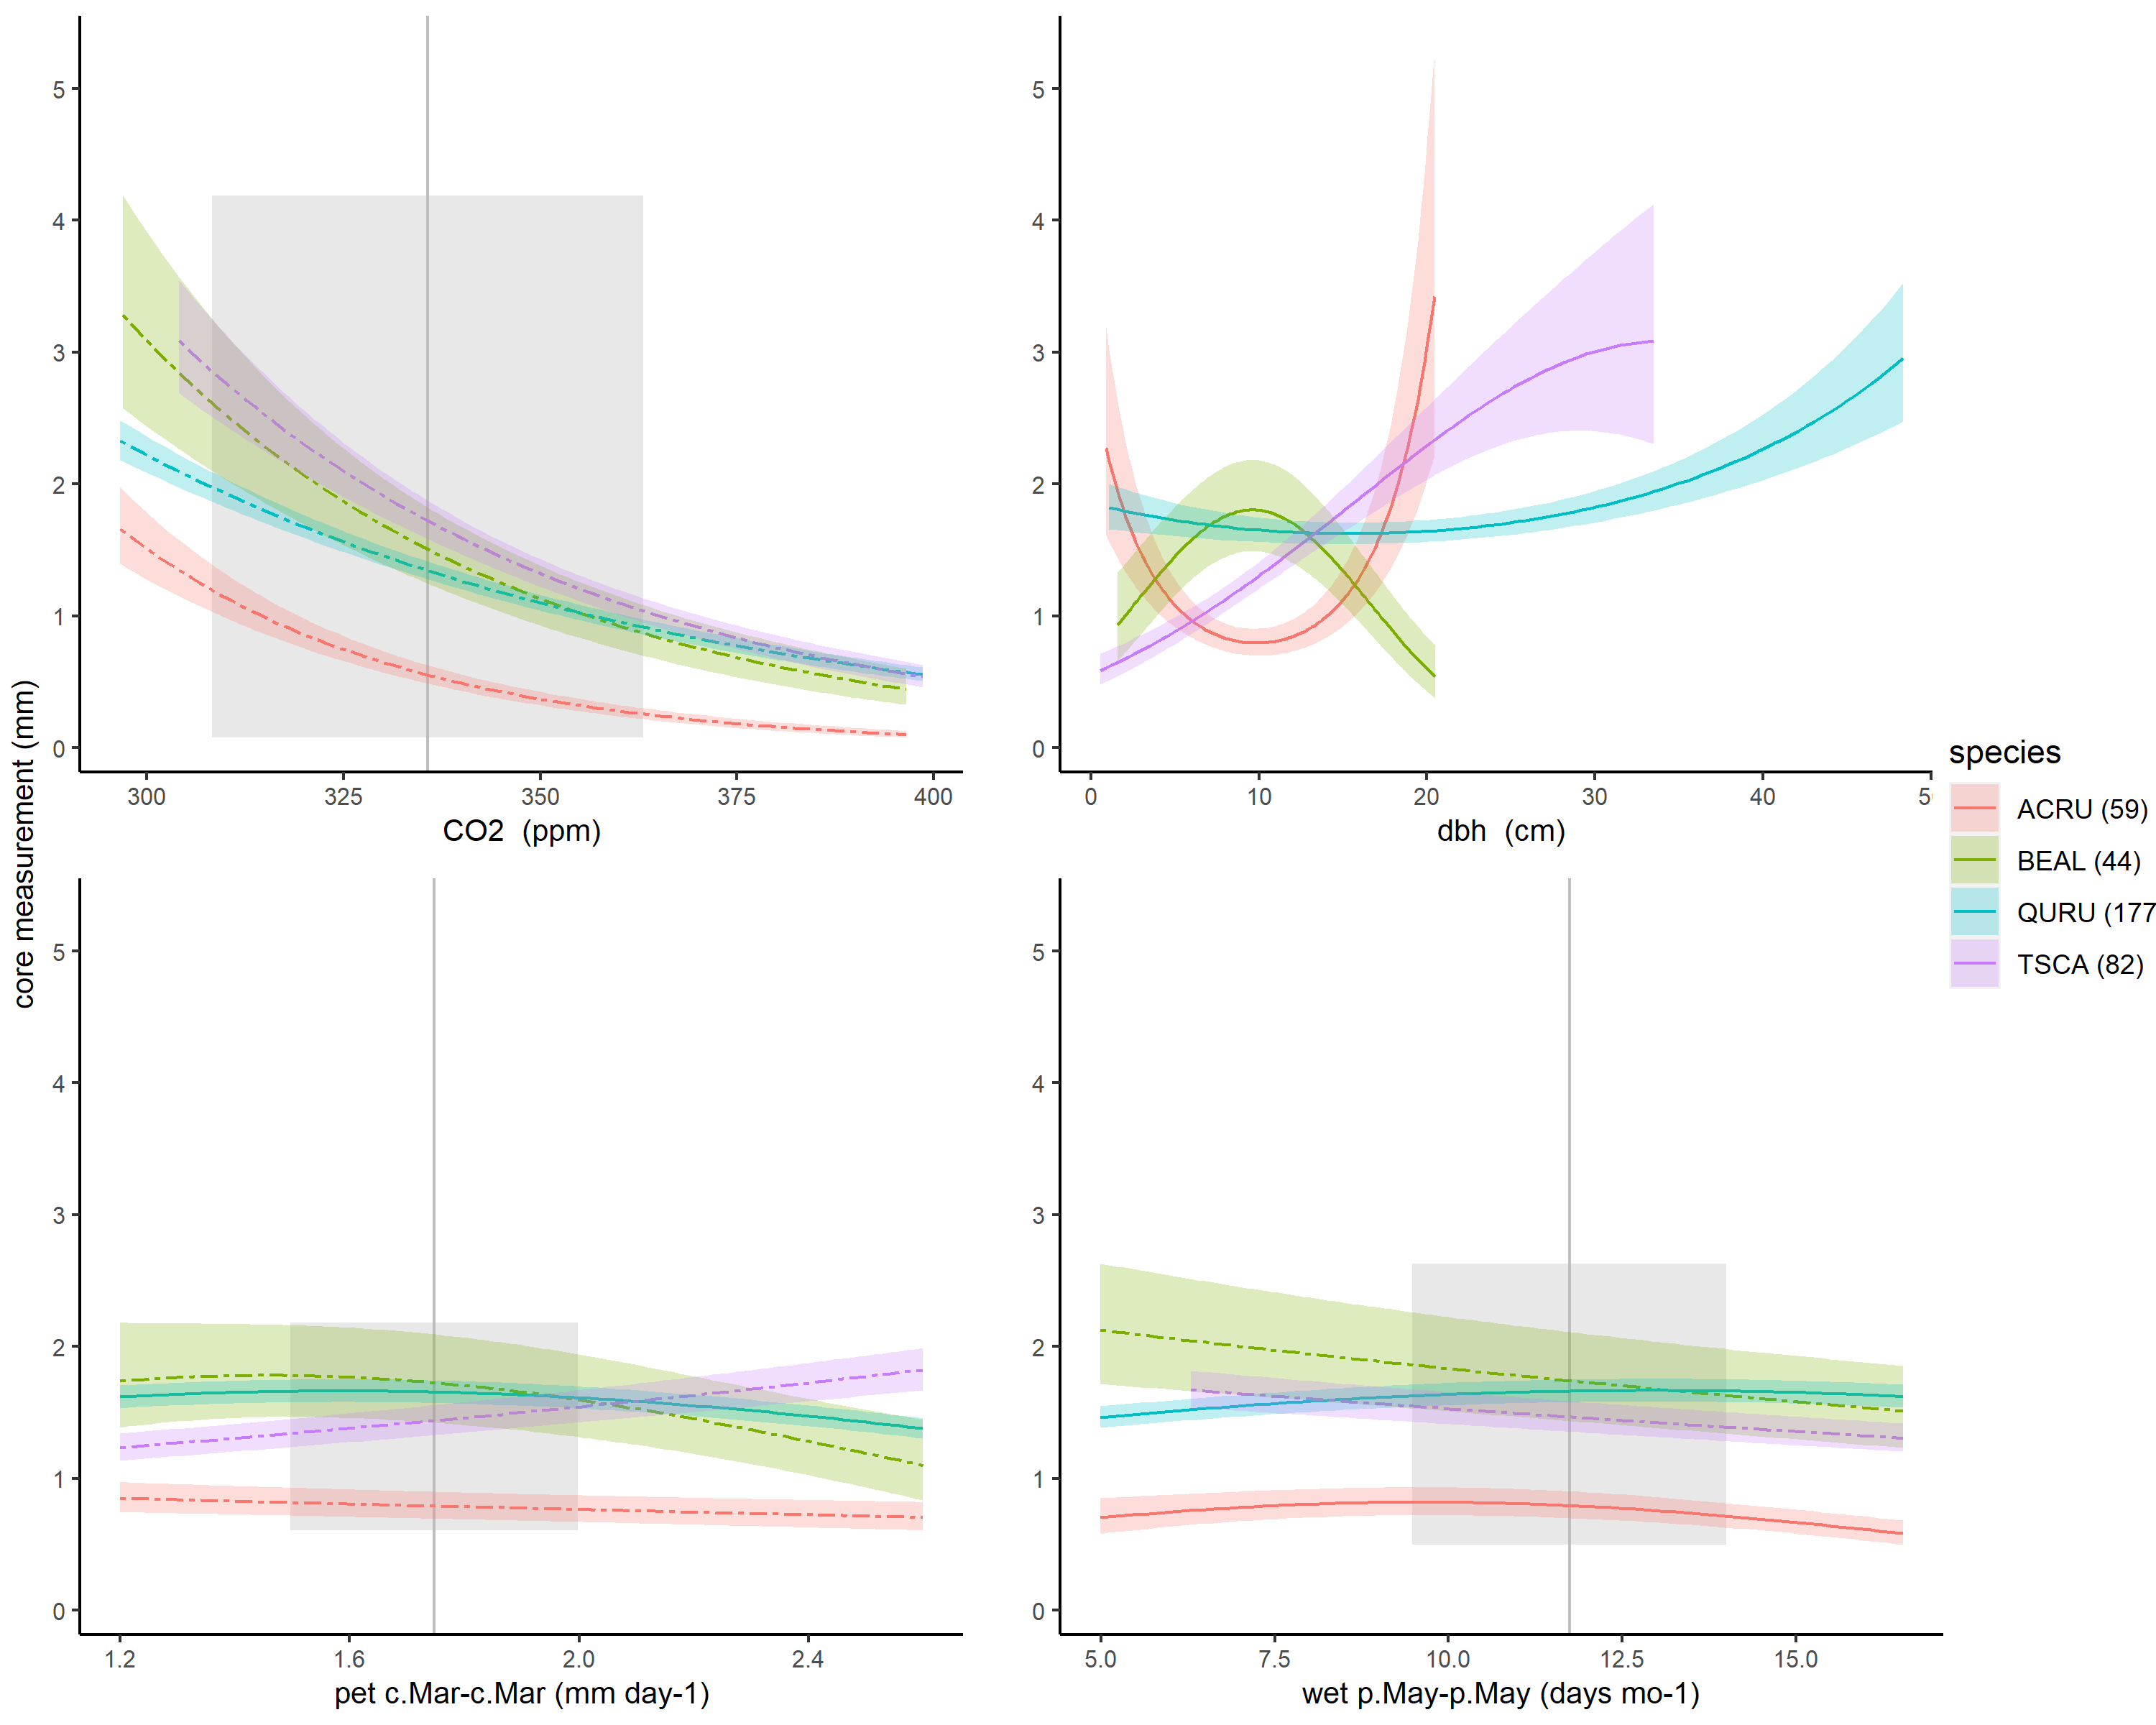 core measurement (mm)
5
4
3
2
1
0
300 325 350 375 400
CO2 (ppm)
5
4
3
2
1
0
0 10 20 30 40 5
dbh (cm)
5
4
3
2
1
0
1.2 1.6 2.0 2.4
pet c.Mar-c.Mar (mm day-1)
5
4
3
2
1
0
5.0 7.5 10.0 12.5 15.0
wet p.May-p.May (days mo-1)
species
ACRU (59)
BEAL (44)
QURU (177
TSCA (82)